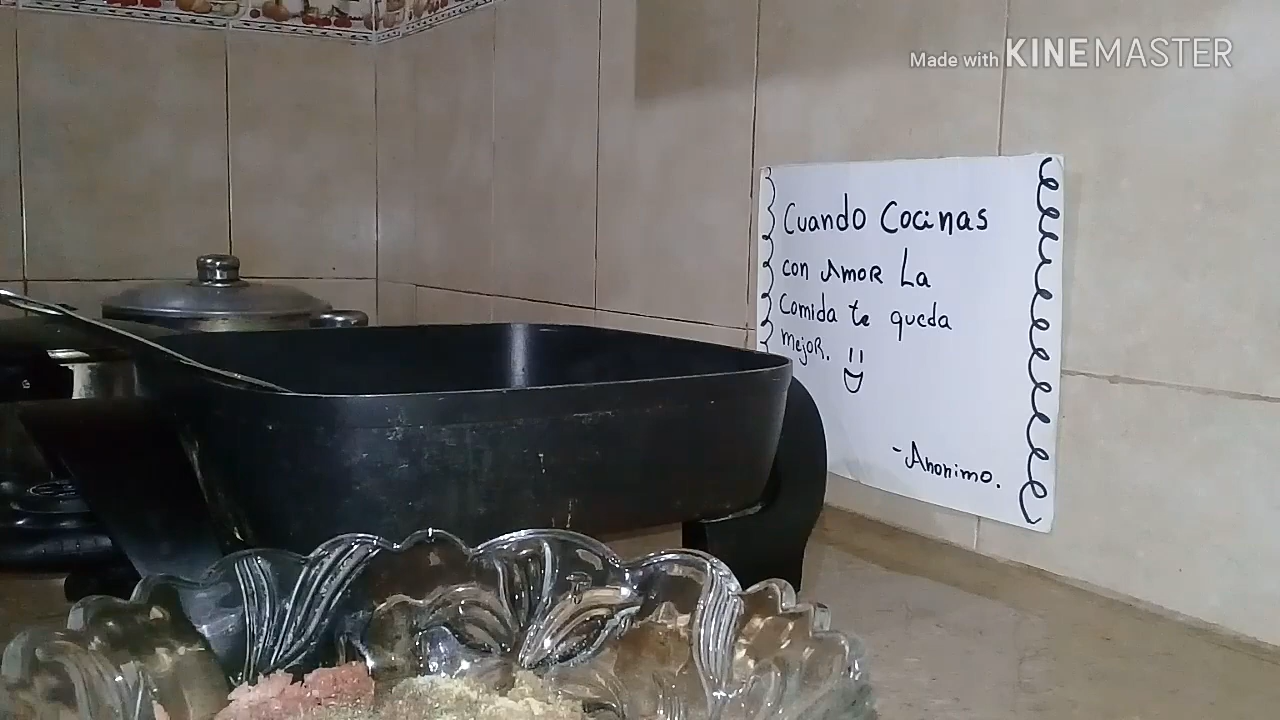 Made with KINEMASTER
Cuando Cocinas
con Amor La
Comida te queda
mejor.
-Anonimo.